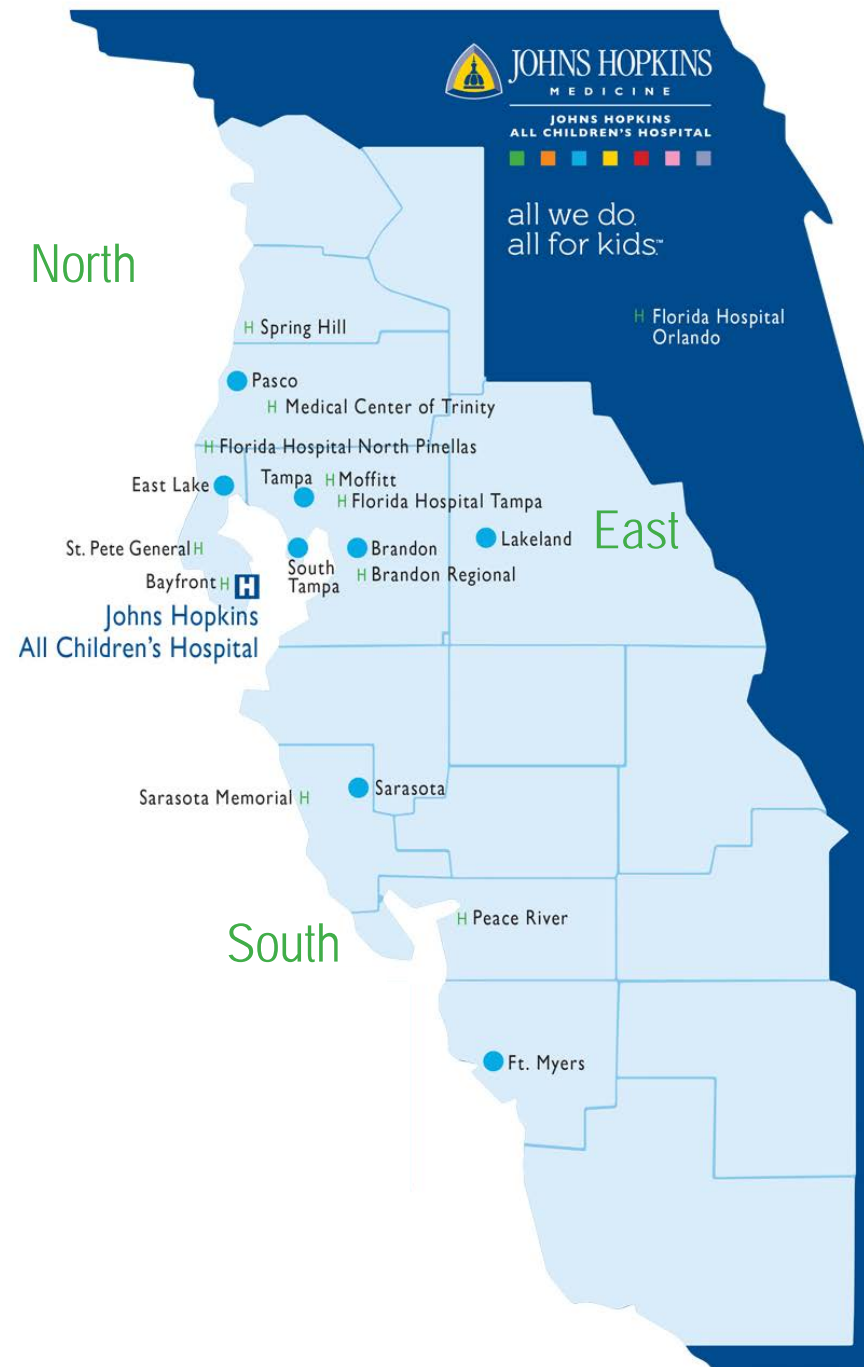 JOHNS HOPKINS
MEDICINE
JOHNS HOPKINS
ALL CHILDREN'S HOSPITAL
all we do.
all for kids.™
North
H Florida Hospital
Orlando
H Spring Hill
Pasco
H Medical Center of Trinity
H Florida Hospital North Pinellas
East Lake
Tampa
H Moffitt
H Florida Hospital Tampa
East
Lakeland
St. Pete General H
South
Tampa
Brandon
H Brandon Regional
Bayfront H
H
Johns Hopkins
All Children's Hospital
Sarasota
Sarasota Memorial H
H Peace River
South
Ft. Myers